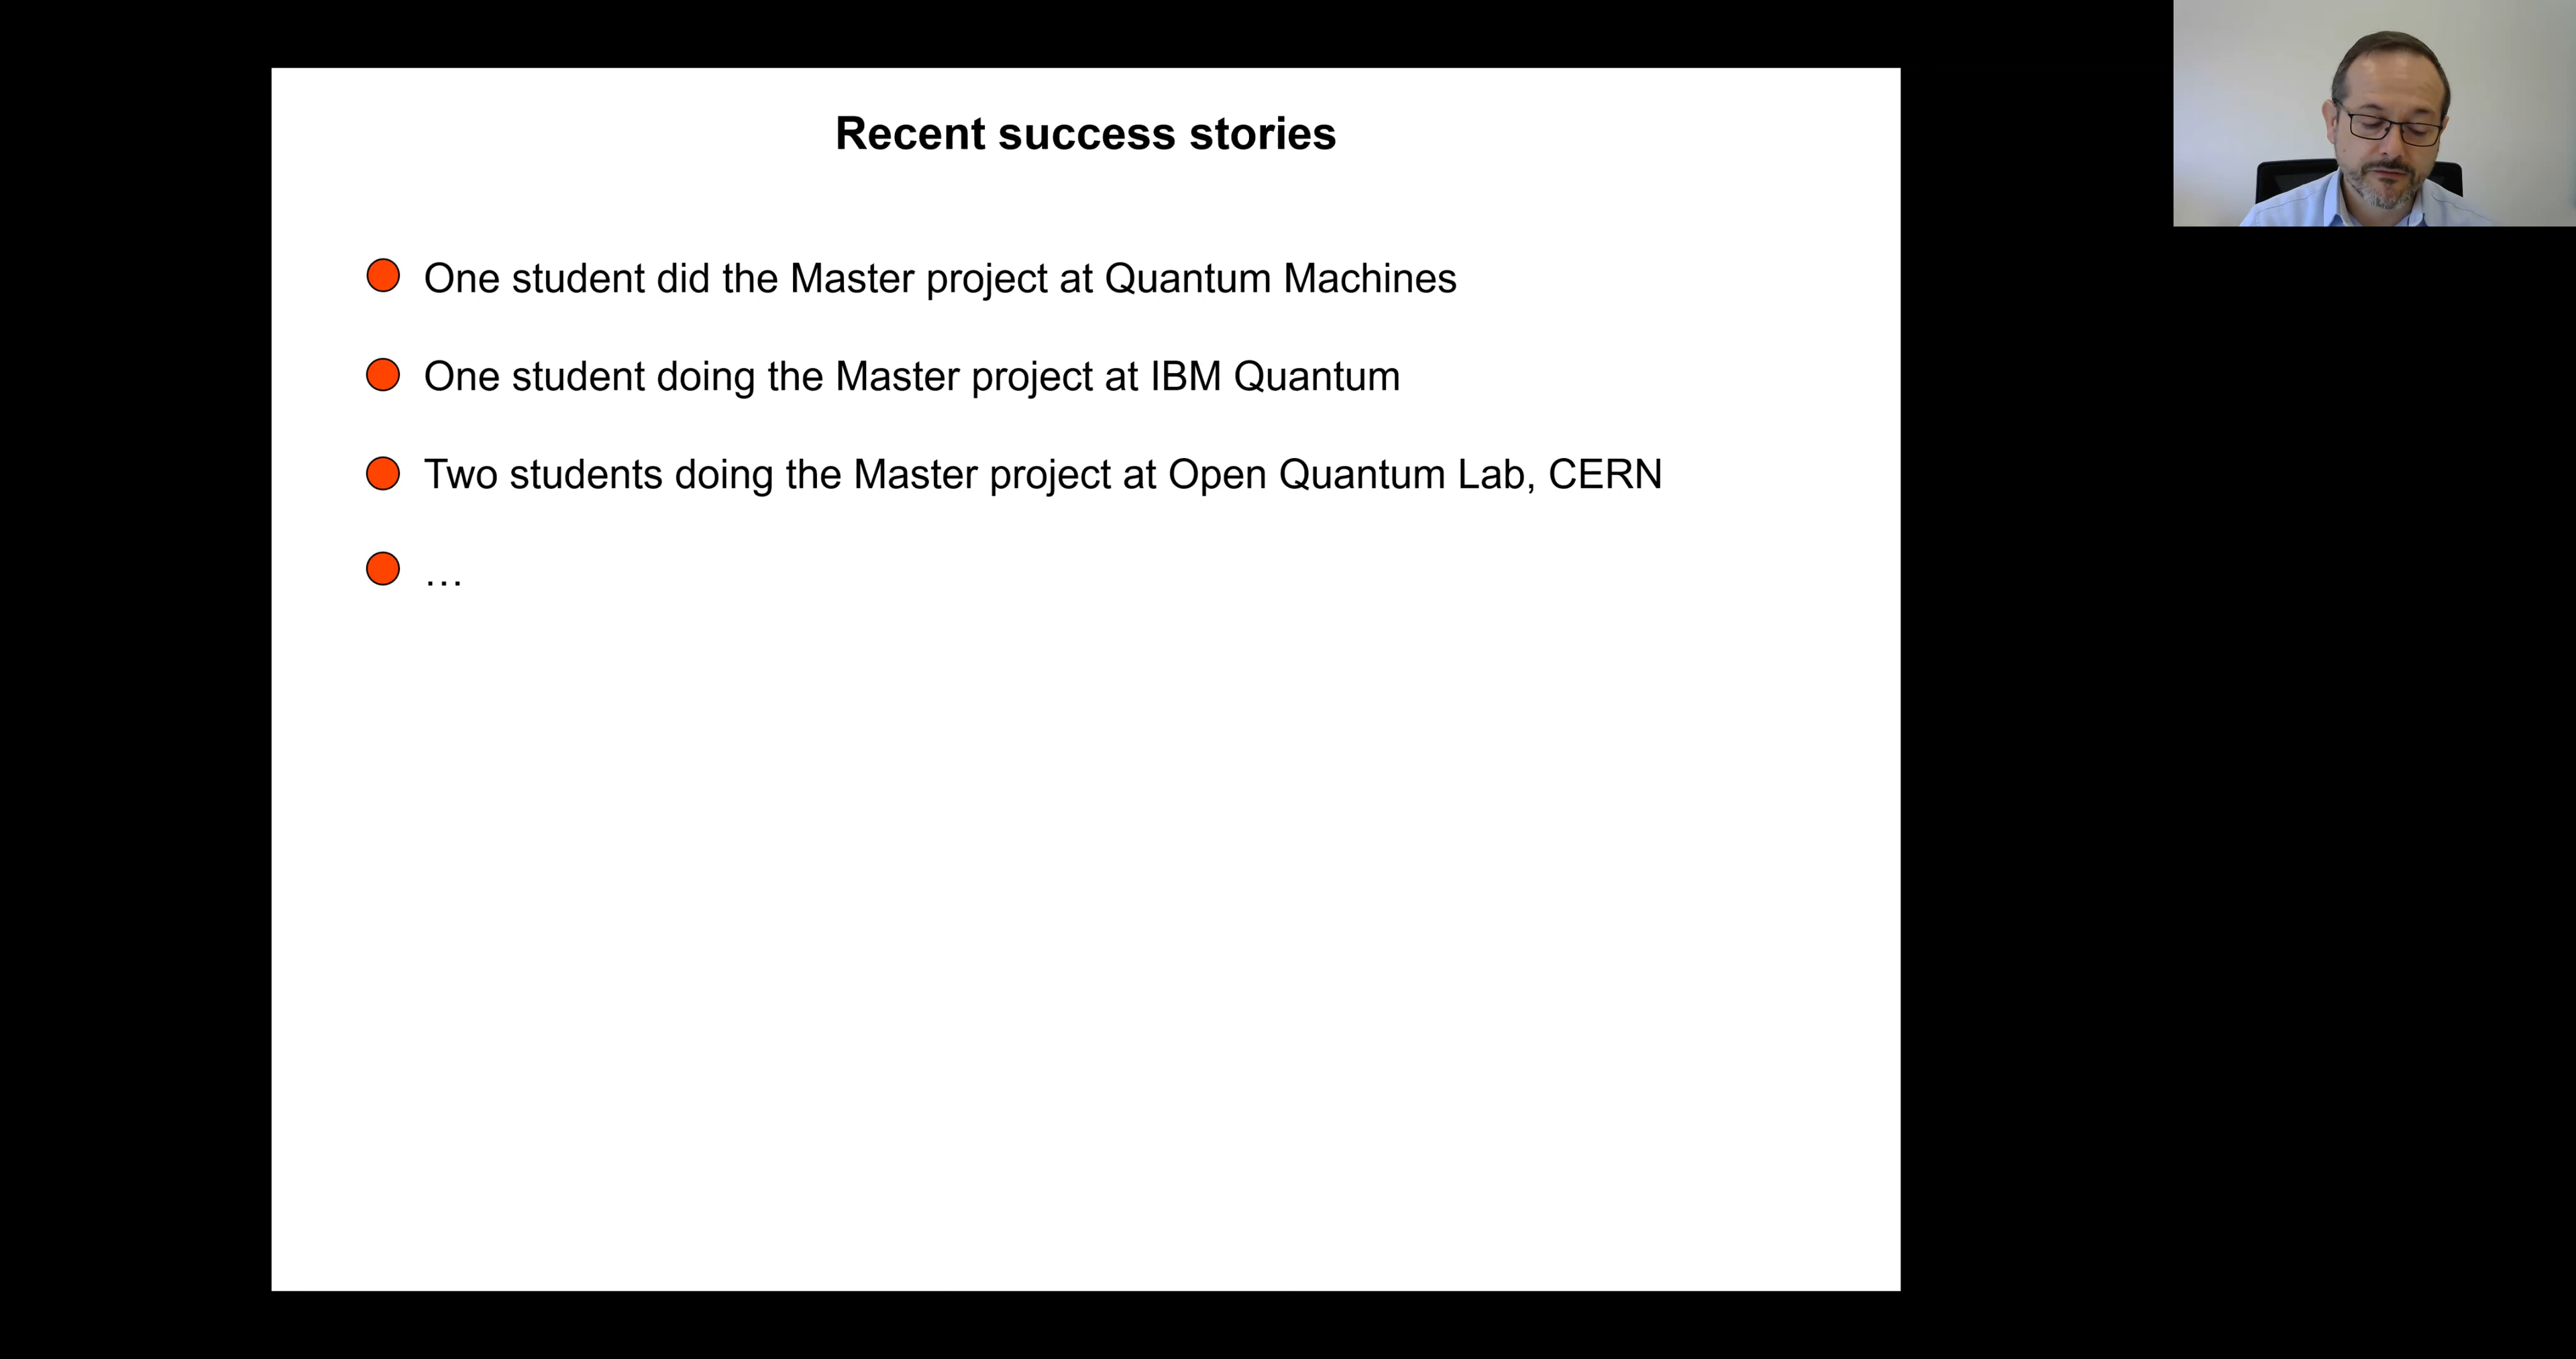 Recent success stories
One student did the Master project at Quantum Machines
One student doing the Master project at IBM Quantum
Two students doing the Master project at Open Quantum Lab, CERN
…